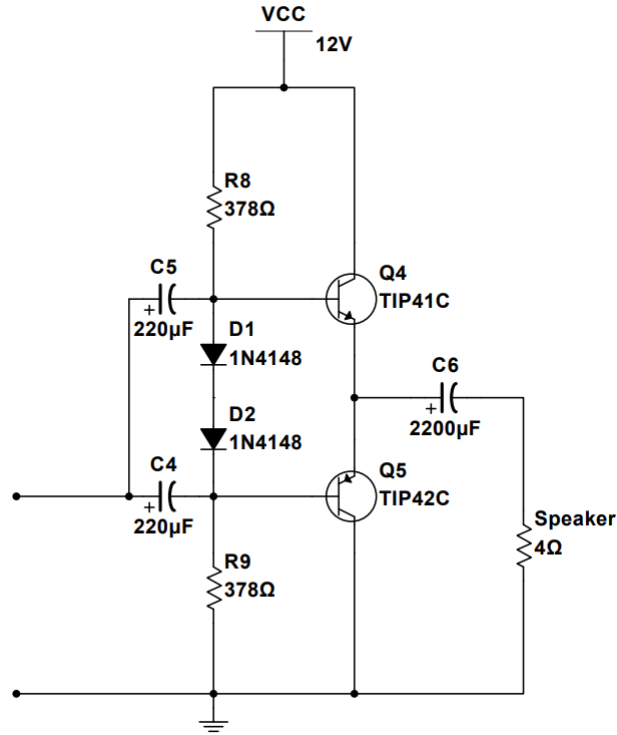 VCC
12V
R8
378Ω
C5
+
220µF
Q4
TIP41C
D1
1N4148
C6
+
2200µF
D2
1N4148
C4
+
220µF
Q5
TIP42C
Speaker
4Ω
R9
378Ω